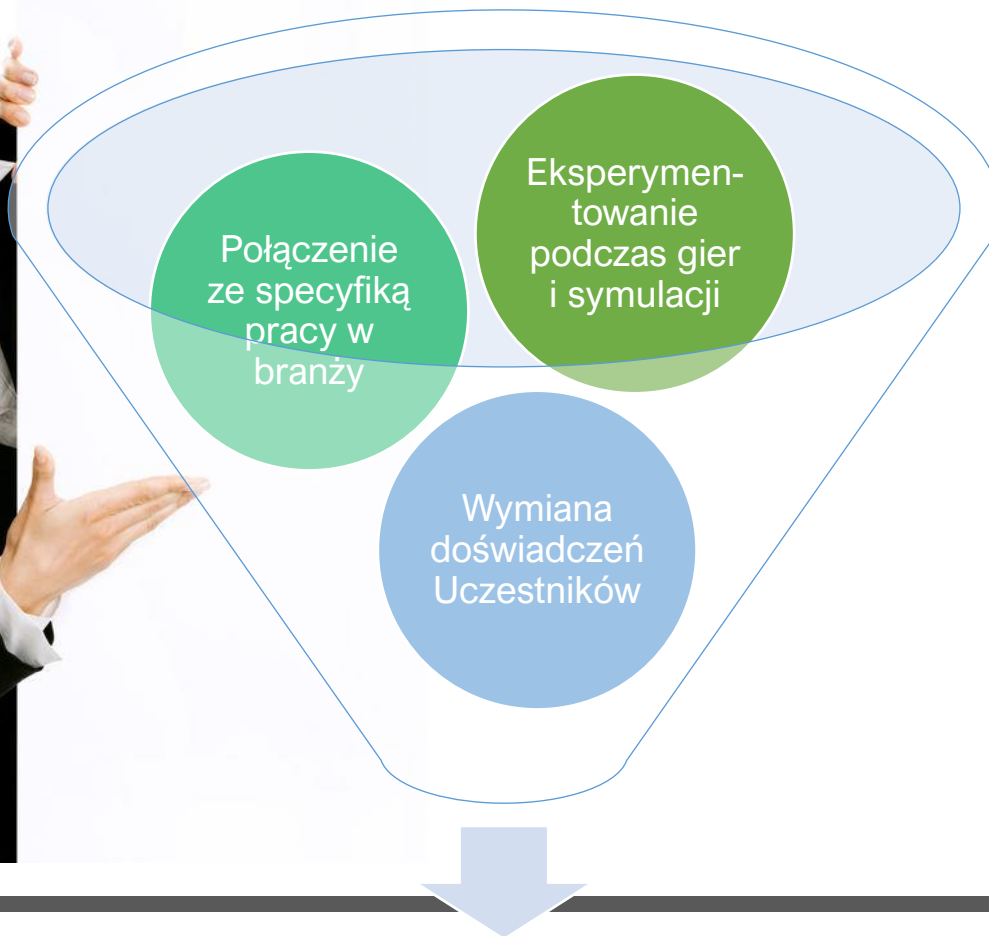 Połączenie
ze specyfiką
pracy w
branży
Eksperymen-
towanie
podczas gier
i symulacji
Wymiana
doświadczeń
Uczestników